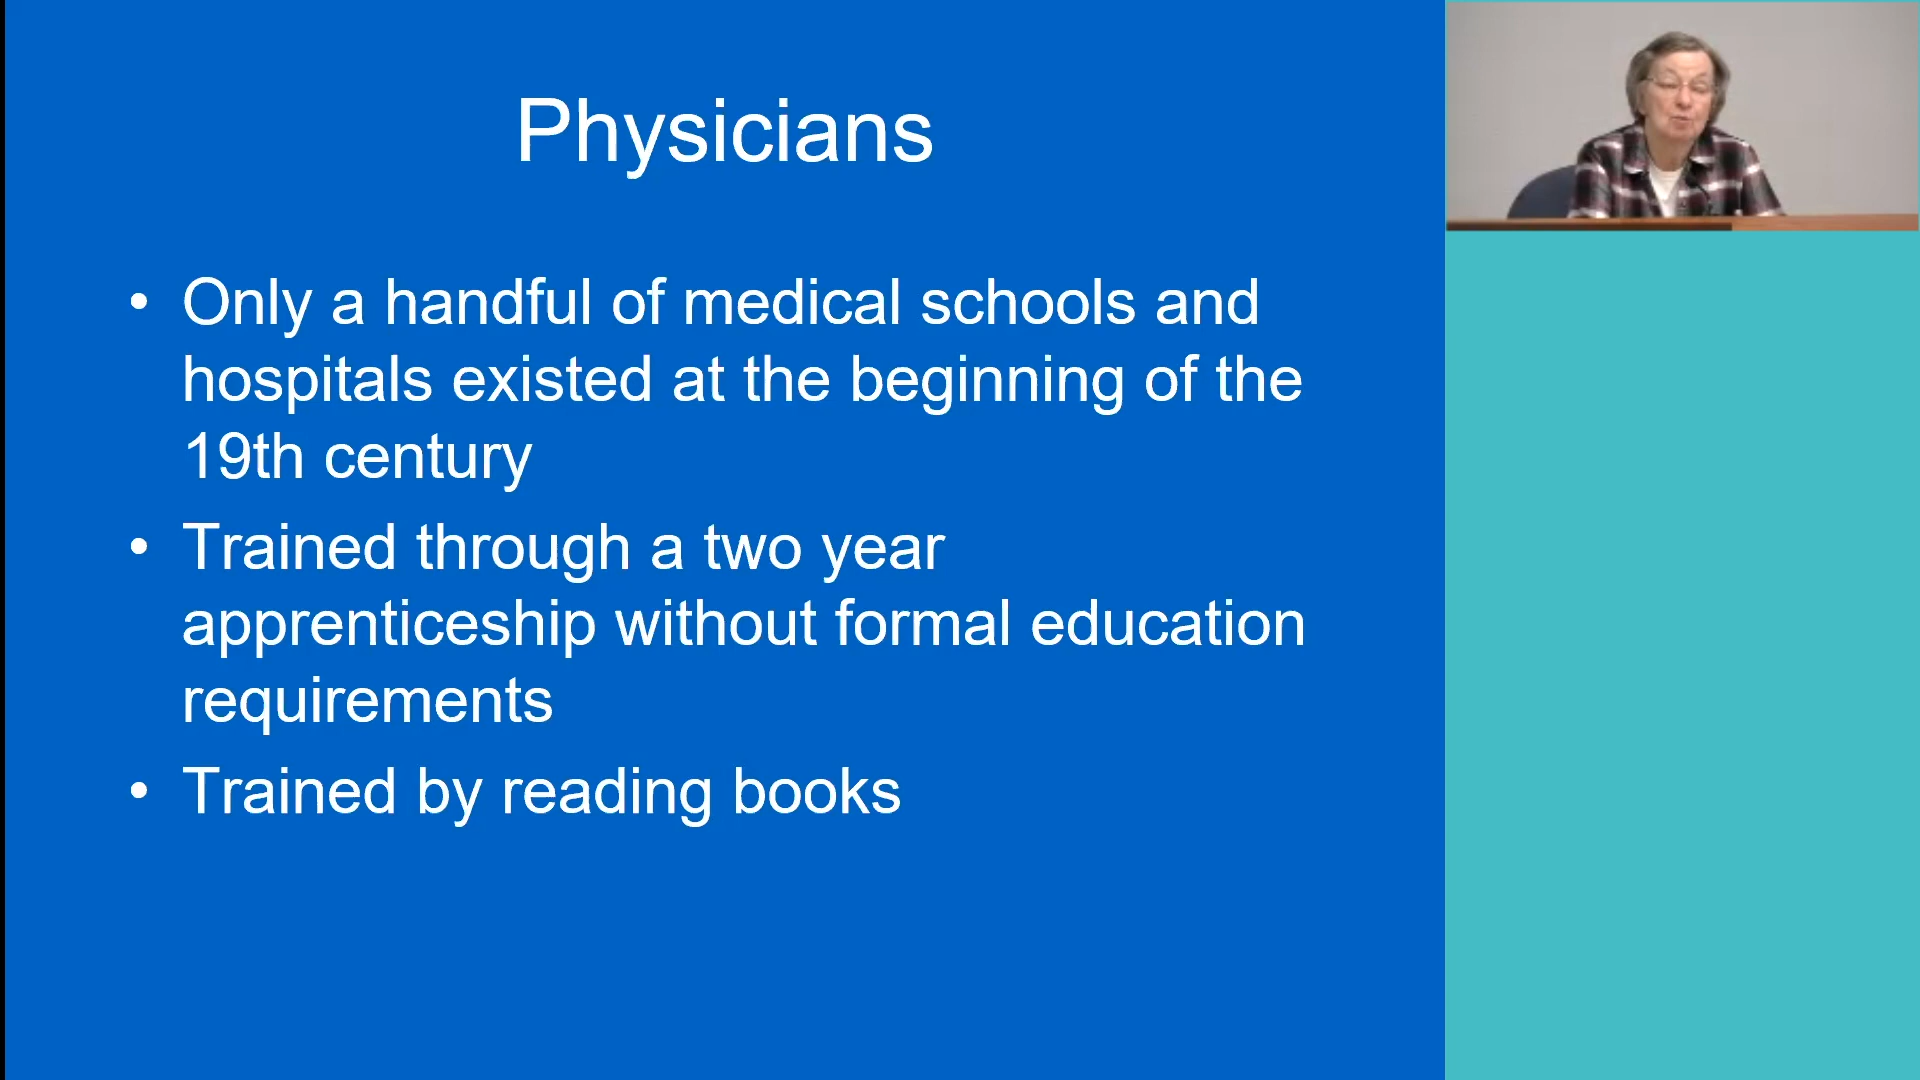 Physicians
• Only a handful of medical schools and
hospitals existed at the beginning of the
19th century
• Trained through a two year
apprenticeship without formal education
requirements
• Trained by reading books